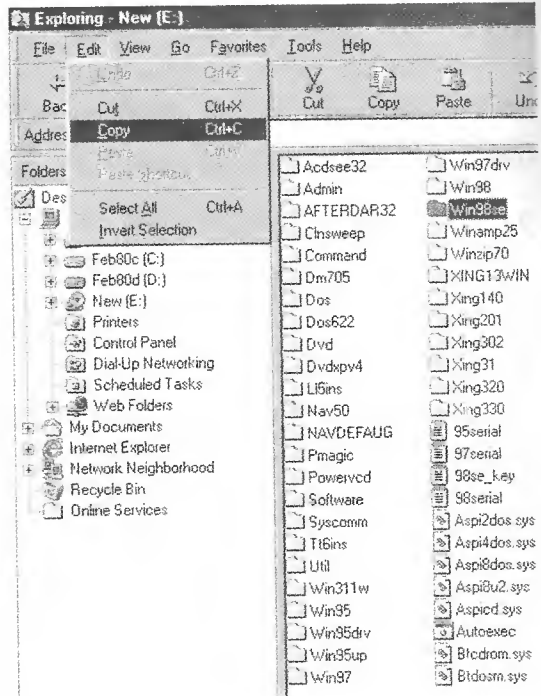 Exploring - New (E:)
File Edit View Go Favorites Tools Help
Undo Ctrl+Z
Cut Ctrl+X
Copy Ctrl+C
Paste Ctrl+V
Paste Shortcut
Select All Ctrl+A
Invert Selection
Bac Cut Copy Paste Und
Addres
Folders
Des
Feb80c (C:)
Feb80d (D:)
New (E:)
Printers
Control Panel
Dial-Up Networking
Scheduled Tasks
Web Folders
My Documents
Internet Explorer
Network Neighborhood
Recycle Bin
Online Services
Acdsee32
Admin
AFTERDAR32
Clnsweep
Command
Dm705
Dos
Dos622
Dvd
Dvdxpv4
Li5ins
Nav50
NAVDEFAUG
Pmagic
Powervcd
Software
Syscomm
Tt6ins
Util
Win311w
Win95
Win95drv
Win95up
Win97
Win97drv
Win98
Win98se
Winamp25
Winzip70
XING13WIN
Xing140
Xing201
Xing302
Xing31
Xing320
Xing330
95serial
97serial
98se_key
98serial
Aspi2dos.sys
Aspi4dos.sys
Aspi8dos.sys
Aspi8u2.sys
Aspicd.sys
Autoexec
Btcdrom.sys
Btdosm.sys